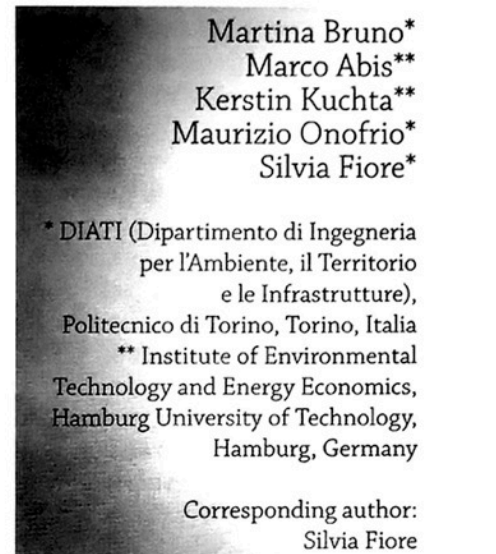 Martina Bruno*
Marco Abis**
Kerstin Kuchta**
Maurizio Onofrio*
Silvia Fiore*
* DIATI (Dipartimento di Ingegneria
per l'Ambiente, il Territorio
e le Infrastrutture),
Politecnico di Torino, Torino, Italia
** Institute of Environmental
Technology and Energy Economics,
Hamburg University of Technology,
Hamburg, Germany
Corresponding author:
Silvia Fiore